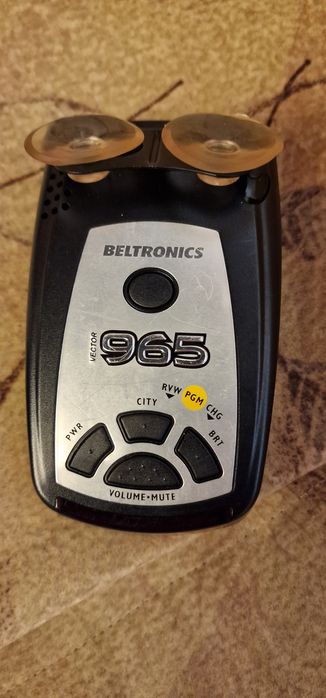 BELTRONICS
VECTOR 965
RVW PGM CHG
PWR CITY BRT
VOLUME•MUTE